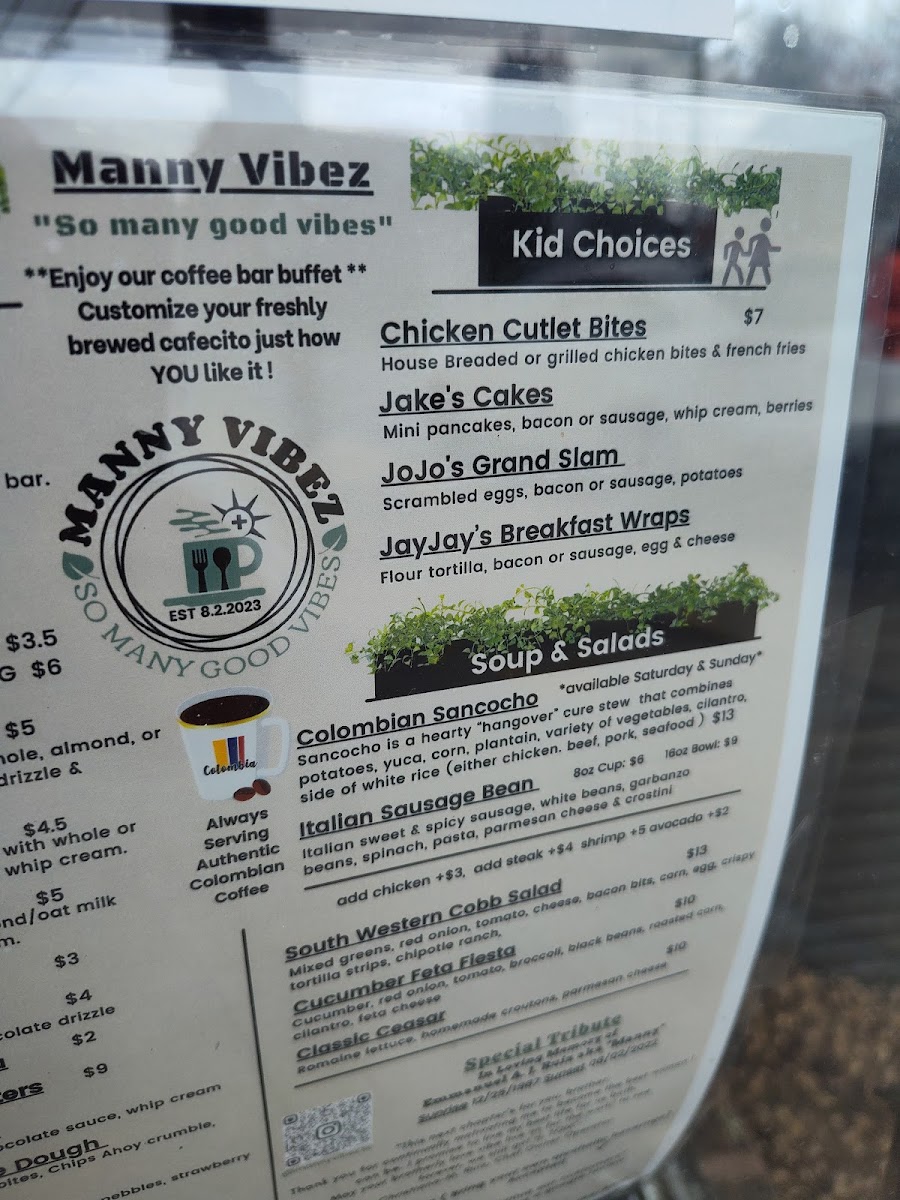 Manny Vibez
"So many good vibes"
**Enjoy our coffee bar buffet **
Customize your freshly
brewed cafecito just how
YOU like it !
MANNY VIBEZ
EST 8.2.2023
SO MANY GOOD VIBES
Colombia
Always
Serving
Authentic
Colombian
Coffee
bar.
$3.5
G $6
$5
hole, almond, or
drizzle &
$4.5
with whole or
whip cream.
$5
nd/oat milk
m.
$3
$4
colate drizzle
$2
$9
ers
ocolate sauce, whip cream
e Dough
bites, Chips Ahoy crumble,
pebbles, strawberry
Kid Choices
$7
Chicken Cutlet Bites
House Breaded or grilled chicken bites & french fries
Jake's Cakes
Mini pancakes, bacon or sausage, whip cream, berries
JoJo's Grand Slam
Scrambled eggs, bacon or sausage, potatoes
JayJay's Breakfast Wraps
Flour tortilla, bacon or sausage, egg & cheese
Soup & Salads
Colombian Sancocho *available Saturday & Sunday*
Sancocho is a hearty "hangover" cure stew that combines
potatoes, yuca, corn, plantain, variety of vegetables, cilantro,
side of white rice (either chicken. beef, pork, seafood ) $13
Italian Sausage Bean 8oz Cup: $6 16oz Bowl: $9
Italian sweet & spicy sausage, white beans, garbanzo
beans, spinach, pasta, parmesan cheese & crostini
add chicken +$3, add steak +$4 shrimp +5 avocado +$2
South Western Cobb Salad $13
Mixed greens, red onion, tomato, cheese, bacon bits, corn, egg, crispy
tortilla strips, chipotle ranch,
Cucumber Feta Fiesta $10
Cucumber, red onion, tomato, broccoli, black beans, roasted corn,
cilantro, feta cheese
Classic Ceasar $10
Romaine lettuce, homemade croutons, parmesan cheese
Special Tribute
In Loving Memory of